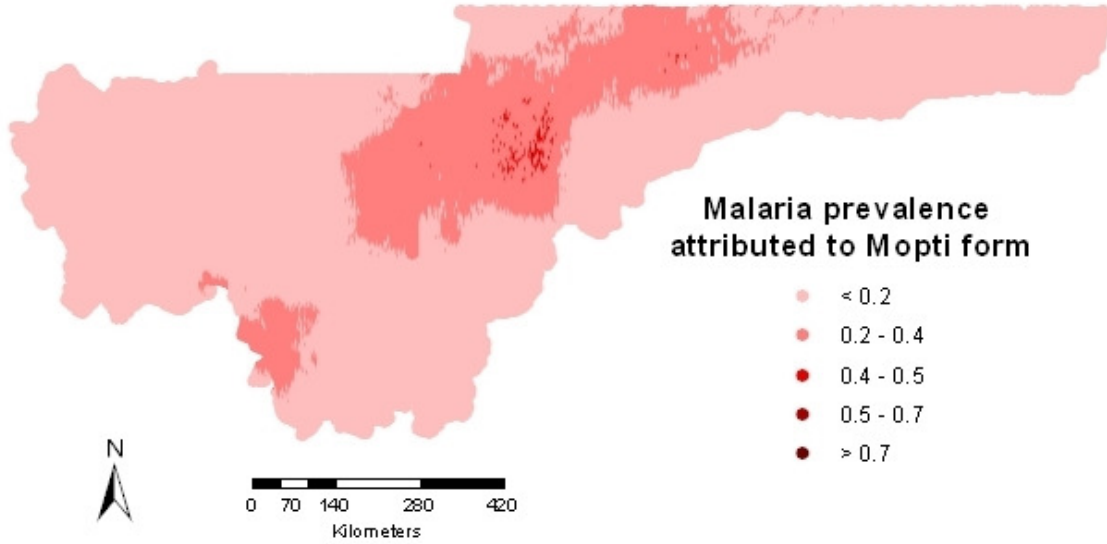 Malaria prevalence
attributed to Mopti form
< 0.2
0.2 - 0.4
0.4 - 0.5
0.5 - 0.7
> 0.7
N
0 70 140 280 420
Kilometers